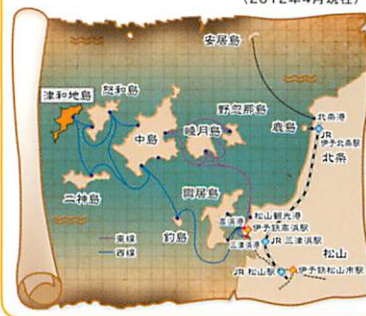 (2012年4月現在)
安居島
怒和島
津和地島
野忽那島
北条港
睦月島
鹿島
JR
伊予北条駅
中島
北条
二神島
興居島
松山観光港
高浜港
伊予鉄高浜駅
釣島
三津浜港
JR 三津浜駅
東線
西線
松山
JR 松山駅
伊予鉄松山市駅